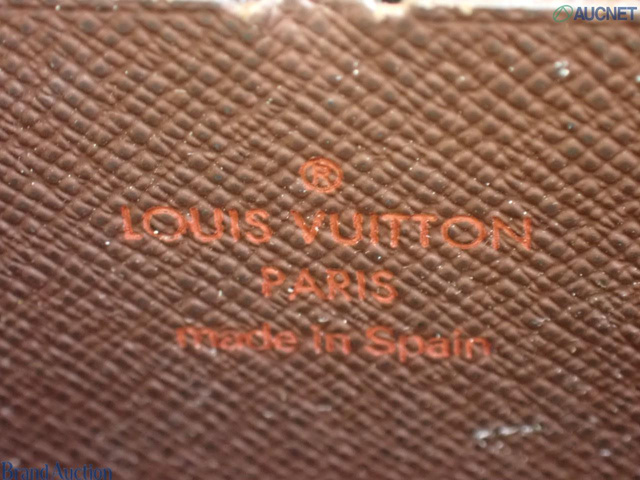 AUCNET
®
LOUIS VUITTON
PARIS
made in Spain
Brand Auction